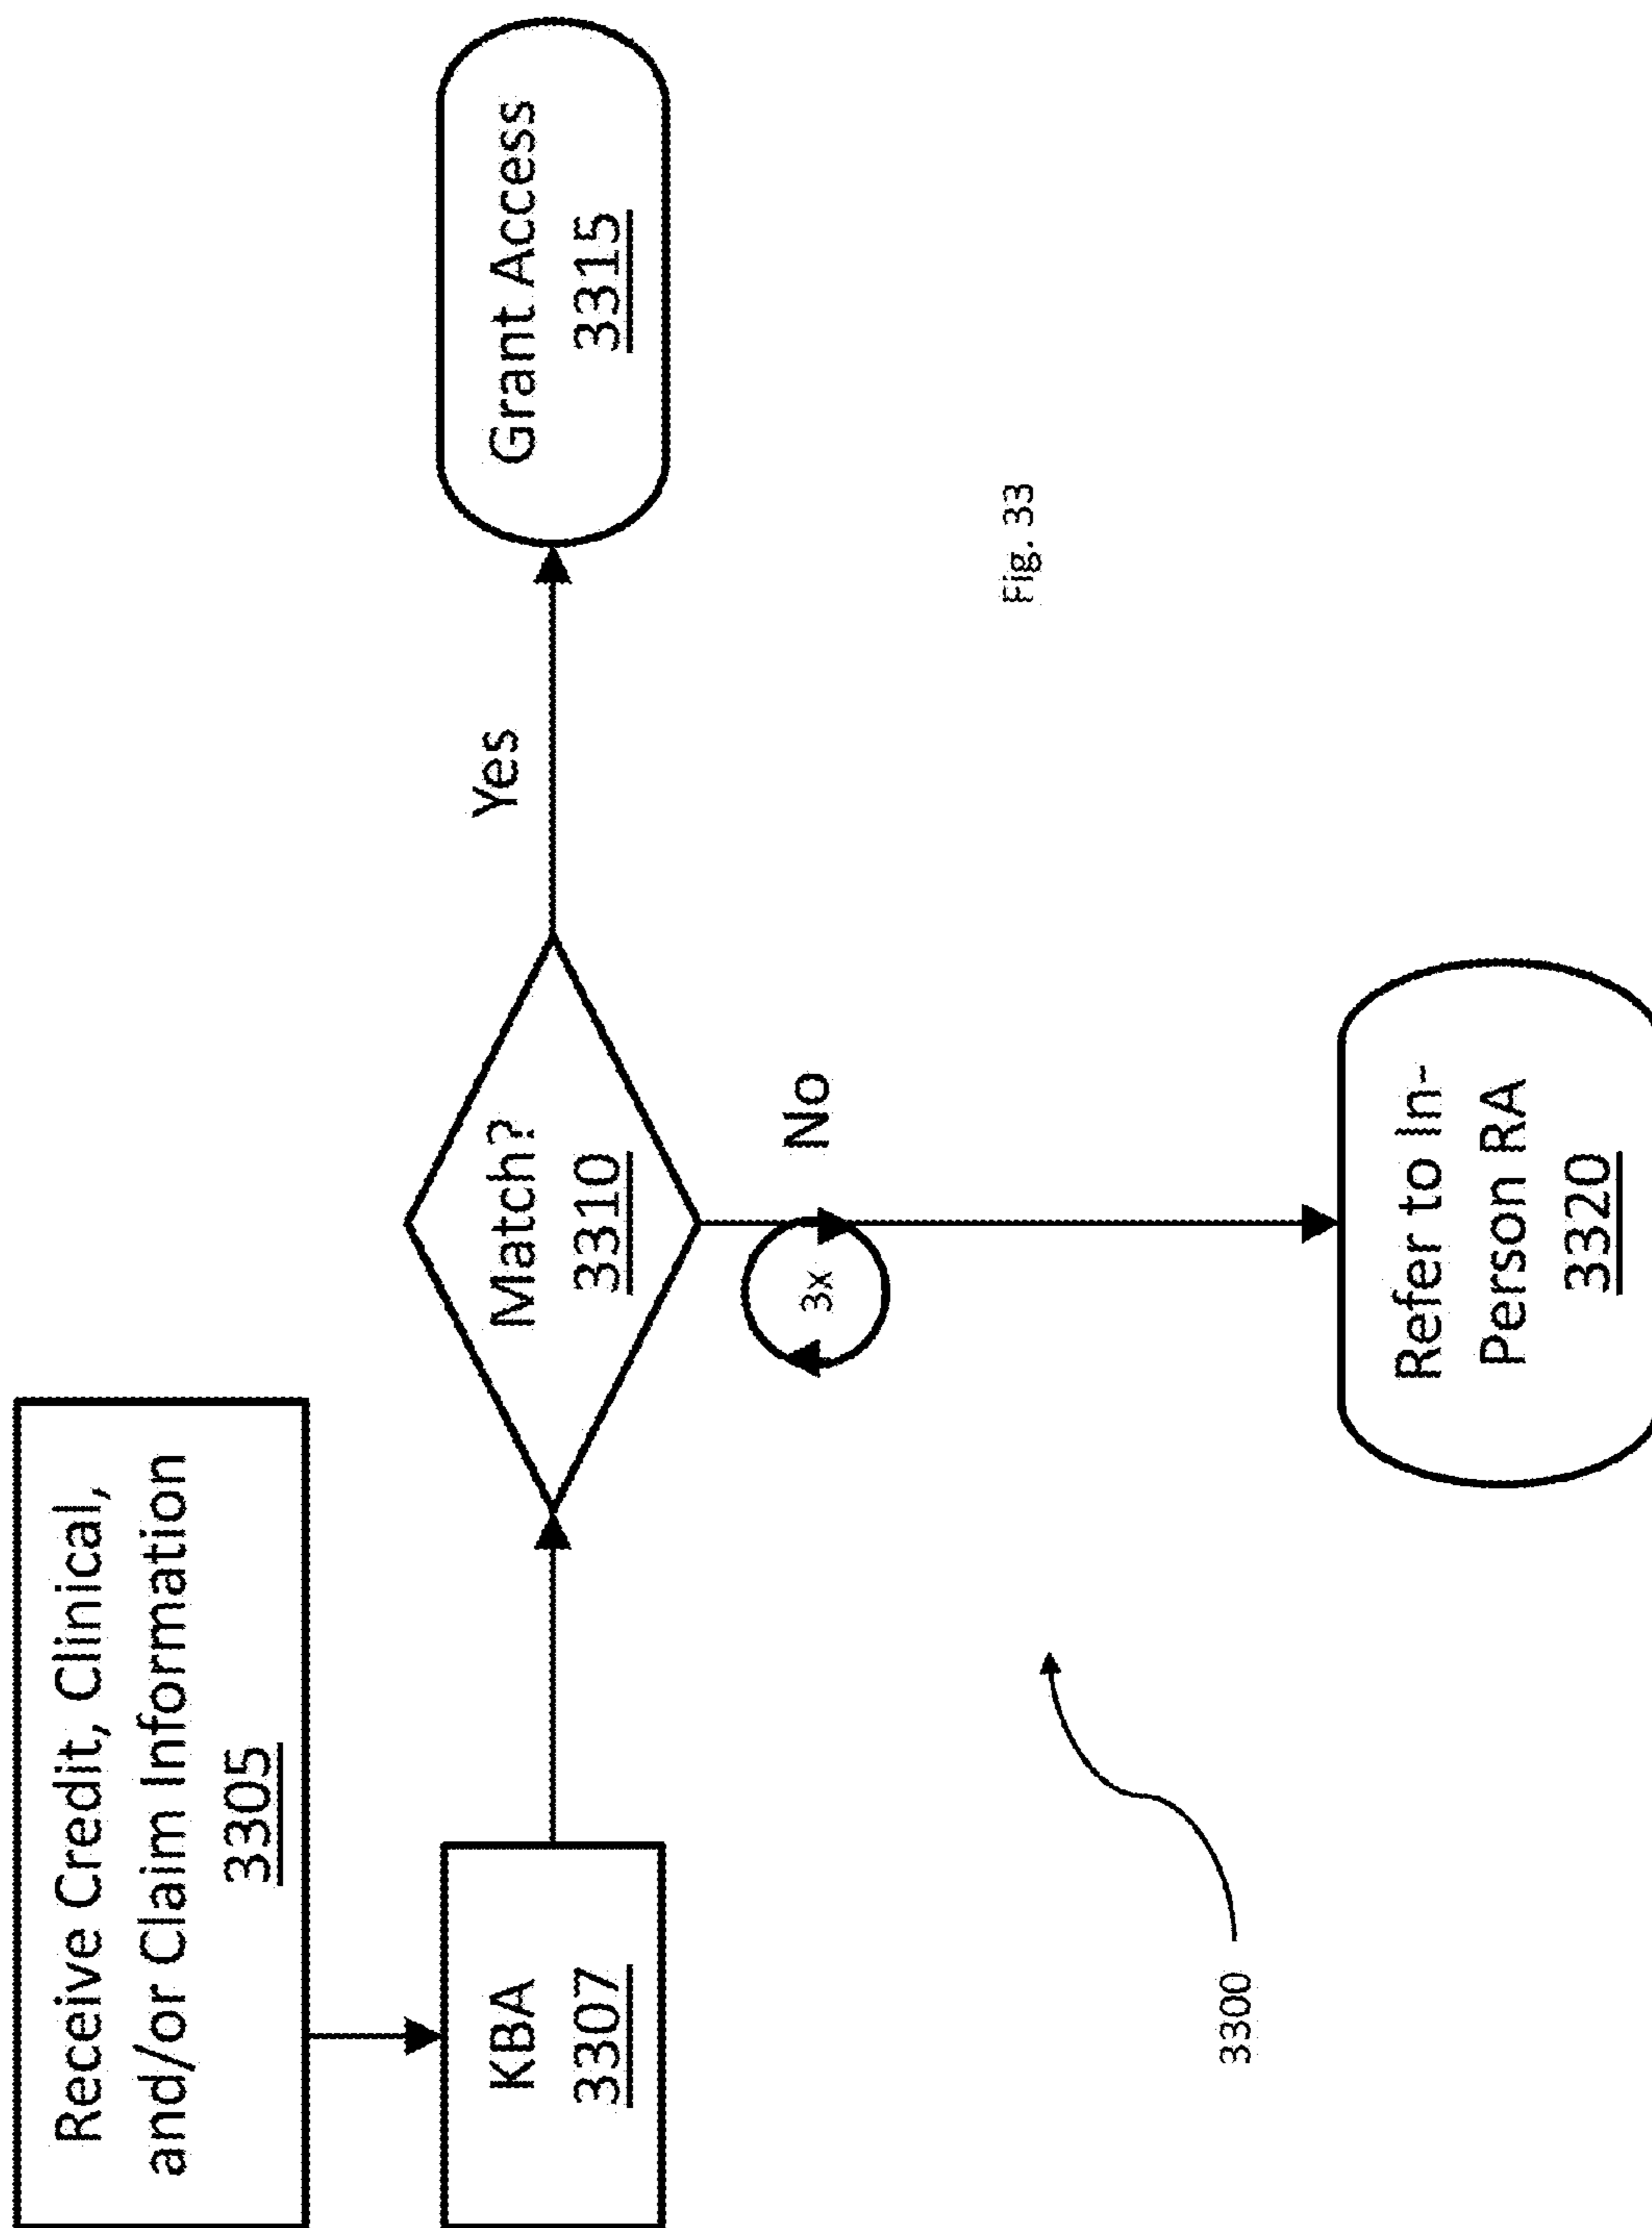 Receive Credit, Clinical,
and/or Claim Information
3305
KBA
3307
Match?
3310
Yes
Grant Access
3315
No
3x
Refer to In-
Person RA
3320
3300
Fig. 33